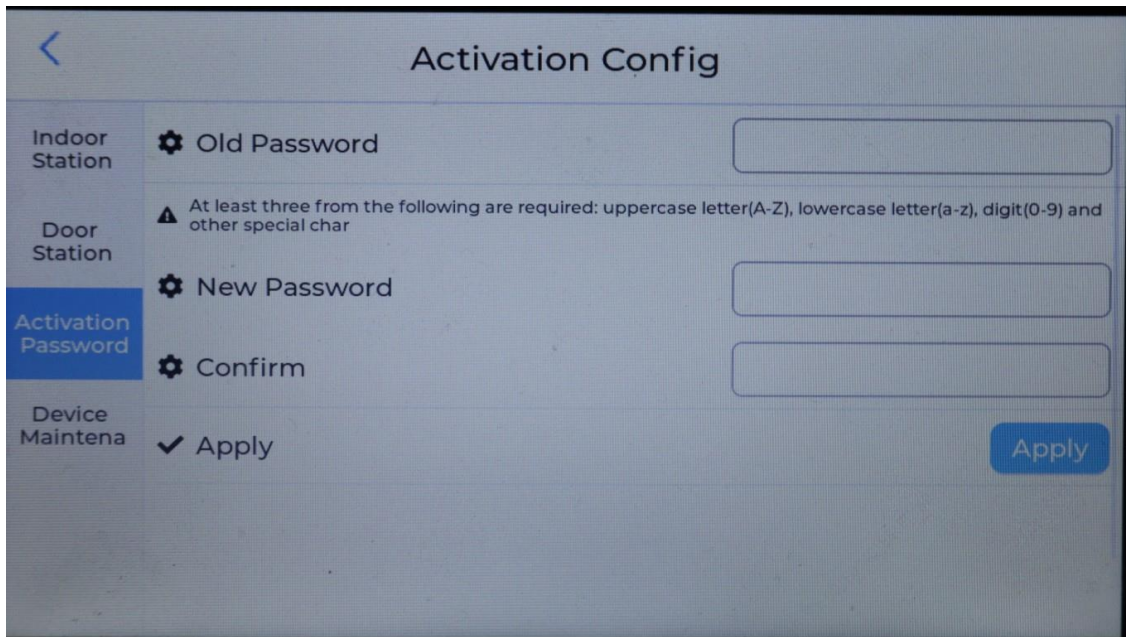 Activation Config
Indoor
Station
Door
Station
Activation
Password
Device
Maintena
Old Password
At least three from the following are required: uppercase letter(A-Z), lowercase letter(a-z), digit(0-9) and
other special char
New Password
Confirm
Apply
Apply